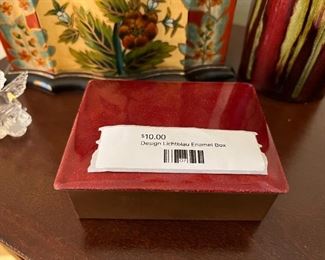 $10.00
Design Lichtblau Enamel Box